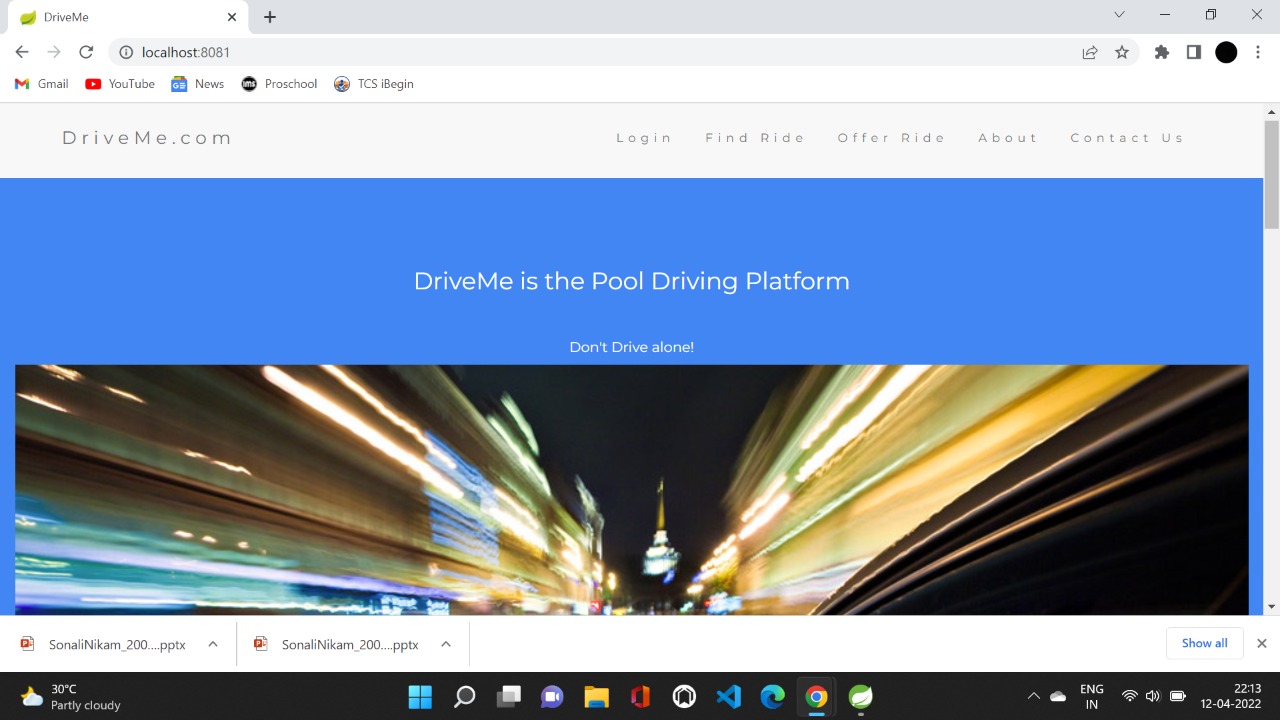 DriveMe
localhost:8081
Gmail YouTube News Proschool TCS iBegin
DriveMe.com Login Find Ride Offer Ride About Contact Us
DriveMe is the Pool Driving Platform
Don't Drive alone!
SonaliNikam_200....pptx SonaliNikam_200....pptx Show all
30°C
Partly cloudy
ENG
IN
22:13
12-04-2022